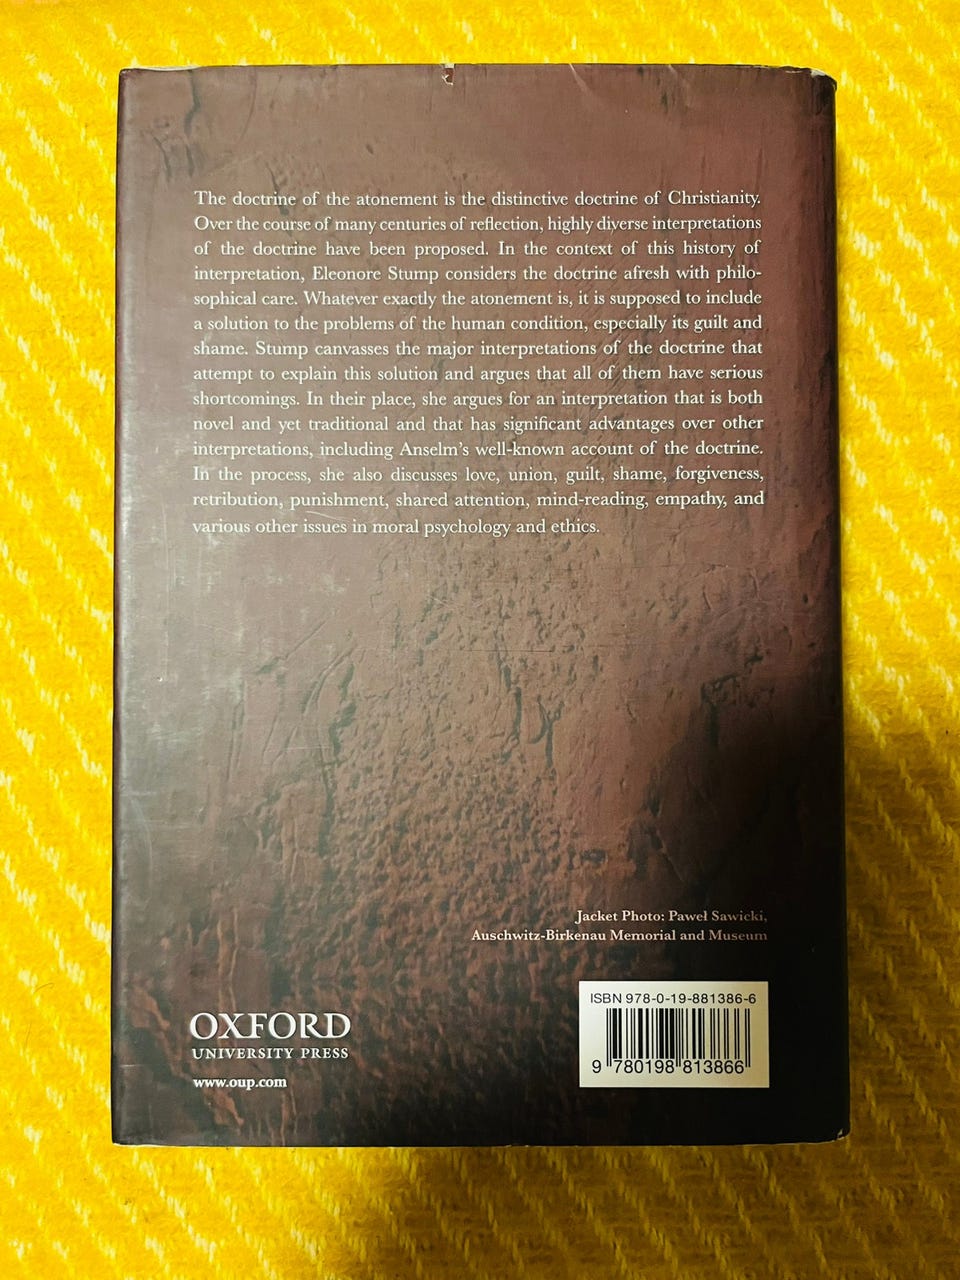 The doctrine of the atonement is the distinctive doctrine of Christianity.
Over the course of many centuries of reflection, highly diverse interpretations
of the doctrine have been proposed. In the context of this history of
interpretation, Eleonore Stump considers the doctrine afresh with philo-
sophical care. Whatever exactly the atonement is, it is supposed to include
a solution to the problems of the human condition, especially its guilt and
shame. Stump canvasses the major interpretations of the doctrine that
attempt to explain this solution and argues that all of them have serious
shortcomings. In their place, she argues for an interpretation that is both
novel and yet traditional and that has significant advantages over other
interpretations, including Anselm's well-known account of the doctrine.
In the process, she also discusses love, union, guilt, shame, forgiveness,
retribution, punishment, shared attention, mind-reading, empathy, and
various other issues in moral psychology and ethics.
Jacket Photo: Paweł Sawicki,
Auschwitz-Birkenau Memorial and Museum
OXFORD
UNIVERSITY PRESS
www.oup.com
ISBN 978-0-19-881386-6
9 780198 813866